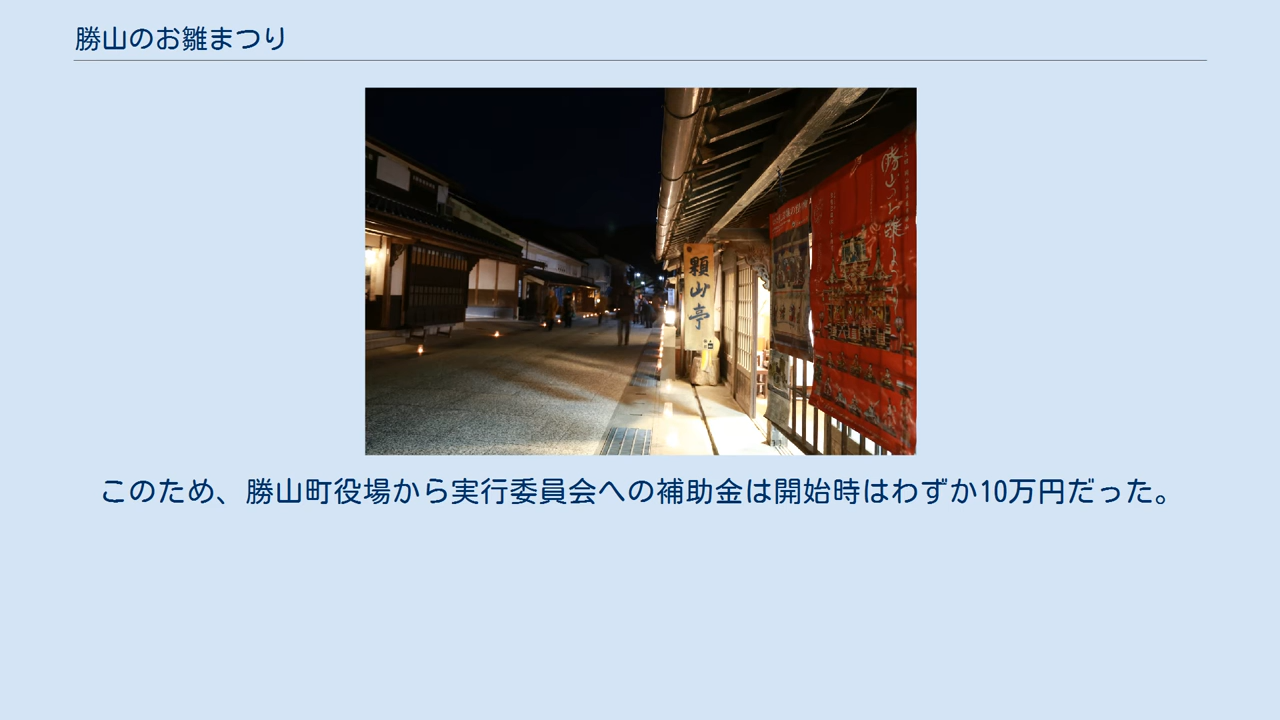 勝山のお雛まつり
顆山亭
このため、勝山町役場から実行委員会への補助金は開始時はわずか10万円だった。